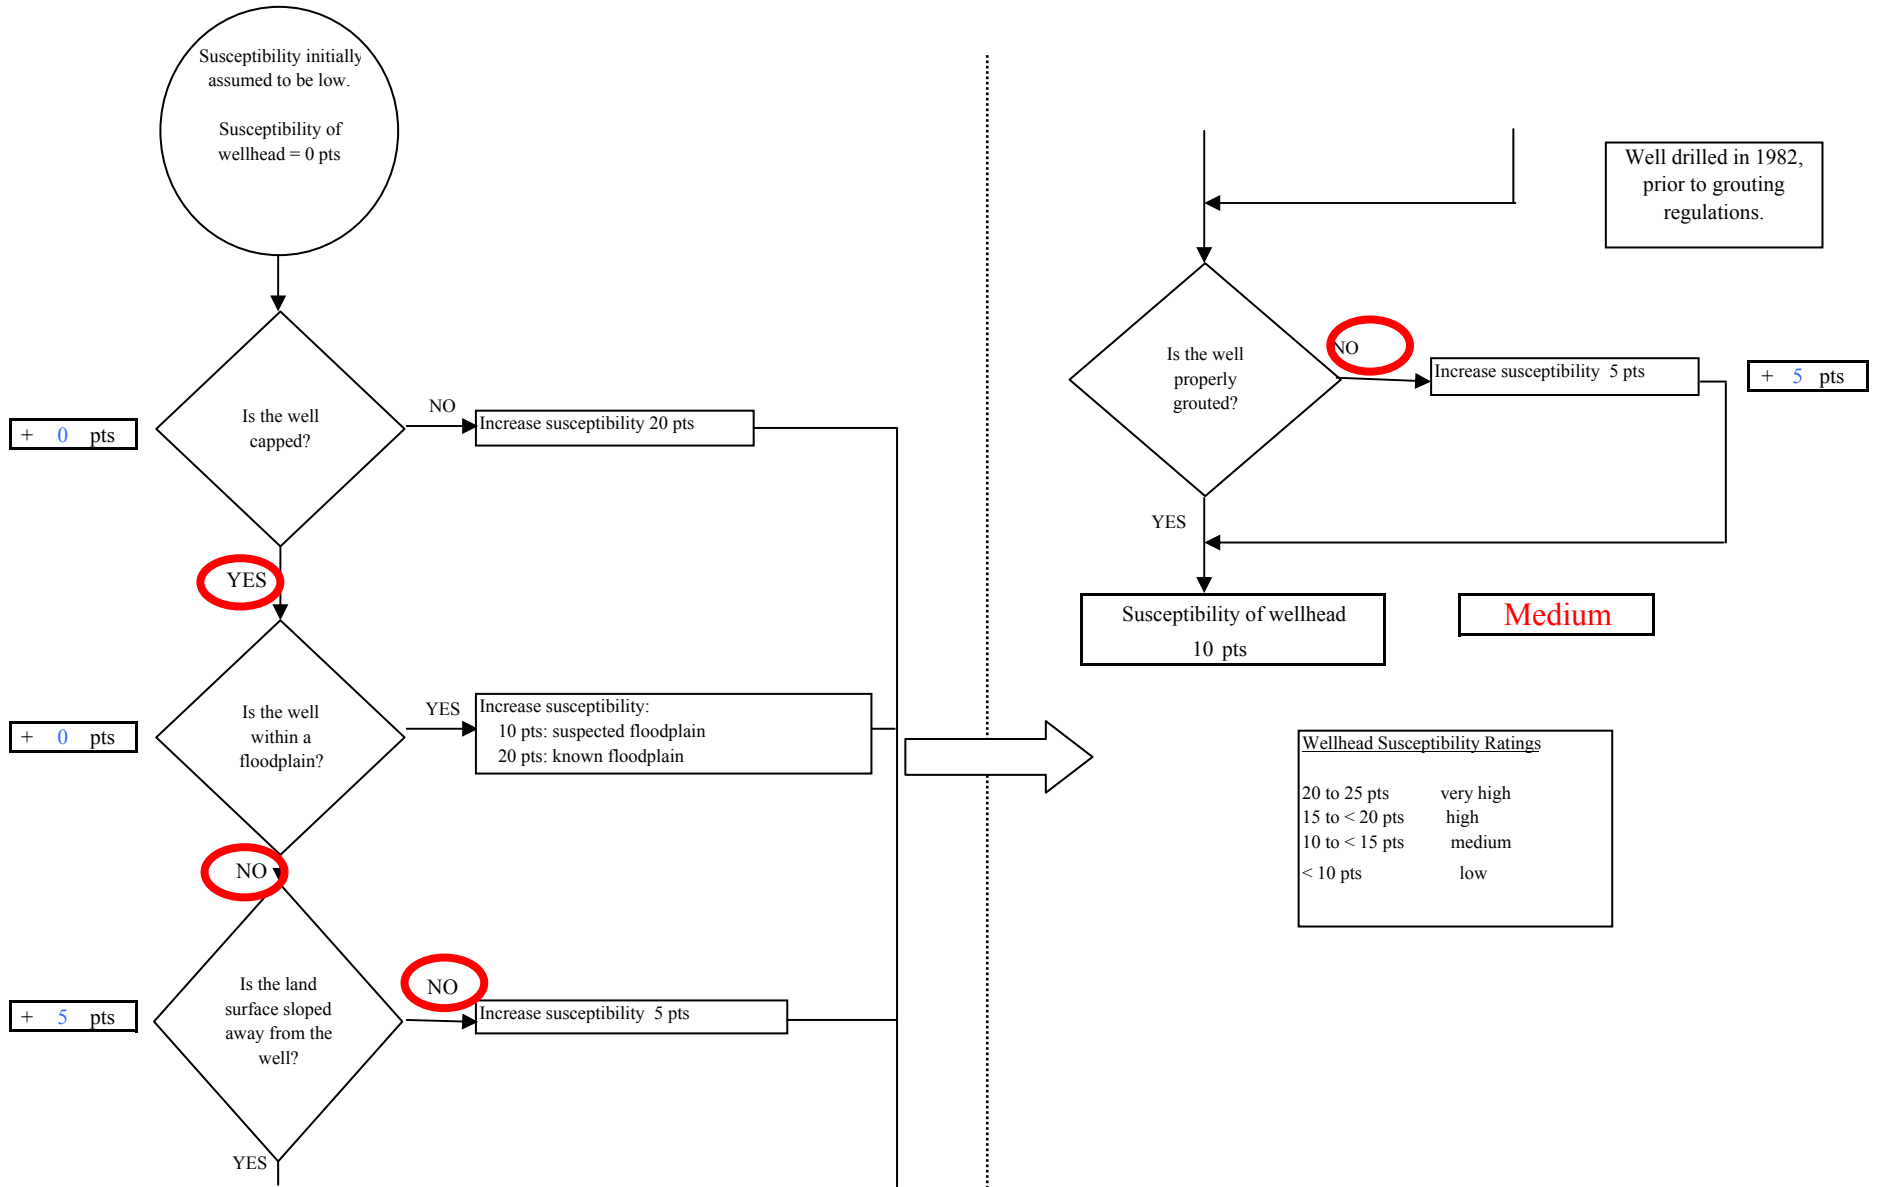 Susceptibility initially
assumed to be low.
Susceptibility of
wellhead = 0 pts
Is the well
capped?
NO
Increase susceptibility 20 pts
+ 0 pts
YES
Is the well
within a
floodplain?
YES
Increase susceptibility:
10 pts: suspected floodplain
20 pts: known floodplain
+ 0 pts
NO
Is the land
surface sloped
away from the
well?
NO
Increase susceptibility 5 pts
+ 5 pts
YES
Well drilled in 1982,
prior to grouting
regulations.
Is the well
properly
grouted?
NO
Increase susceptibility 5 pts
+ 5 pts
YES
Susceptibility of wellhead
10 pts
Medium
Wellhead Susceptibility Ratings
20 to 25 pts very high
15 to < 20 pts high
10 to < 15 pts medium
< 10 pts low